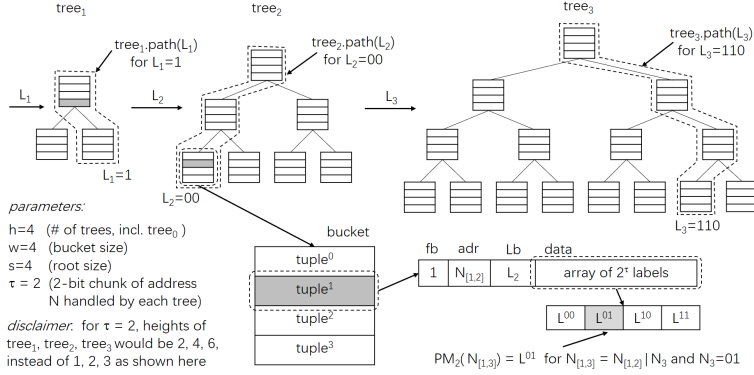 tree₁
tree₂
tree₃
tree₁.path(L₁)
for L₁=1
tree₂.path(L₂)
for L₂=00
tree₃.path(L₃)
for L₃=110
L₁
L₂
L₃
L₁=1
L₂=00
L₃=110
parameters:
h=4 (# of trees, incl. tree₀ )
w=4 (bucket size)
s=4 (root size)
τ = 2 (2-bit chunk of address
N handled by each tree)
disclaimer: for τ = 2, heights of
tree₁, tree₂, tree₃ would be 2, 4, 6,
instead of 1, 2, 3 as shown here
bucket
tuple⁰
tuple¹
tuple²
tuple³
fb adr Lb data
1 N[1,2] L₂ array of 2^τ labels
L⁰⁰ L⁰¹ L¹⁰ L¹¹
PM₂( N[1,3]) = L⁰¹ for N[1,3] = N[1,2]| N₃ and N₃=01